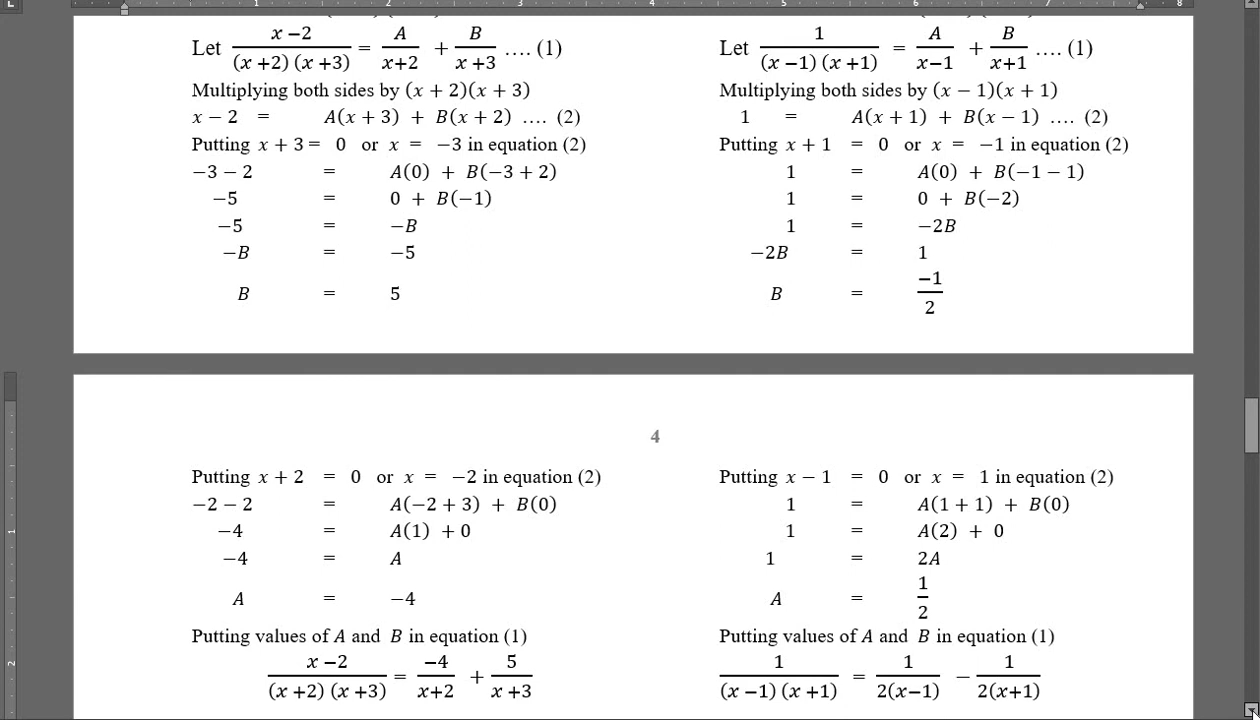 Let (x −2)/((x +2) (x +3)) = A/(x+2) + B/(x +3) .... (1)
Multiplying both sides by (x + 2)(x + 3)
x − 2 = A(x + 3) + B(x + 2) .... (2)
Putting x + 3 = 0 or x = −3 in equation (2)
−3 − 2 = A(0) + B(−3 + 2)
−5 = 0 + B(−1)
−5 = −B
−B = −5
B = 5
Let 1/((x −1) (x +1)) = A/(x−1) + B/(x+1) .... (1)
Multiplying both sides by (x − 1)(x + 1)
1 = A(x + 1) + B(x − 1) .... (2)
Putting x + 1 = 0 or x = −1 in equation (2)
1 = A(0) + B(−1 − 1)
1 = 0 + B(−2)
1 = −2B
−2B = 1
B = −1/2
4
Putting x + 2 = 0 or x = −2 in equation (2)
−2 − 2 = A(−2 + 3) + B(0)
−4 = A(1) + 0
−4 = A
A = −4
Putting values of A and B in equation (1)
(x −2)/((x +2) (x +3)) = −4/(x+2) + 5/(x +3)
Putting x − 1 = 0 or x = 1 in equation (2)
1 = A(1 + 1) + B(0)
1 = A(2) + 0
1 = 2A
A = 1/2
Putting values of A and B in equation (1)
1/((x −1) (x +1)) = 1/(2(x−1)) − 1/(2(x+1))